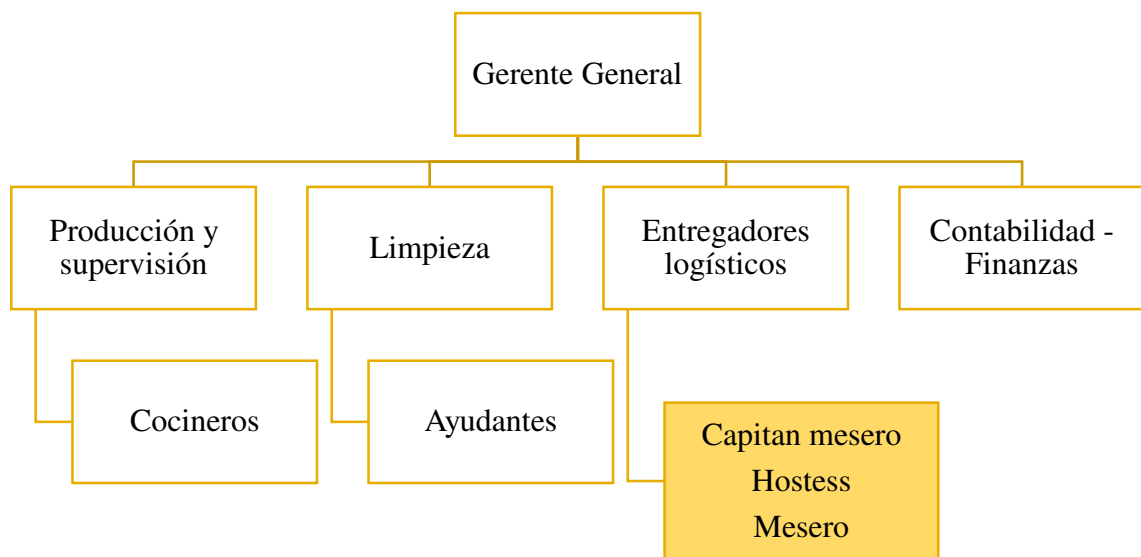 Gerente General
Producción y
supervisión
Limpieza
Entregadores
logísticos
Contabilidad -
Finanzas
Cocineros
Ayudantes
Capitan mesero
Hostess
Mesero